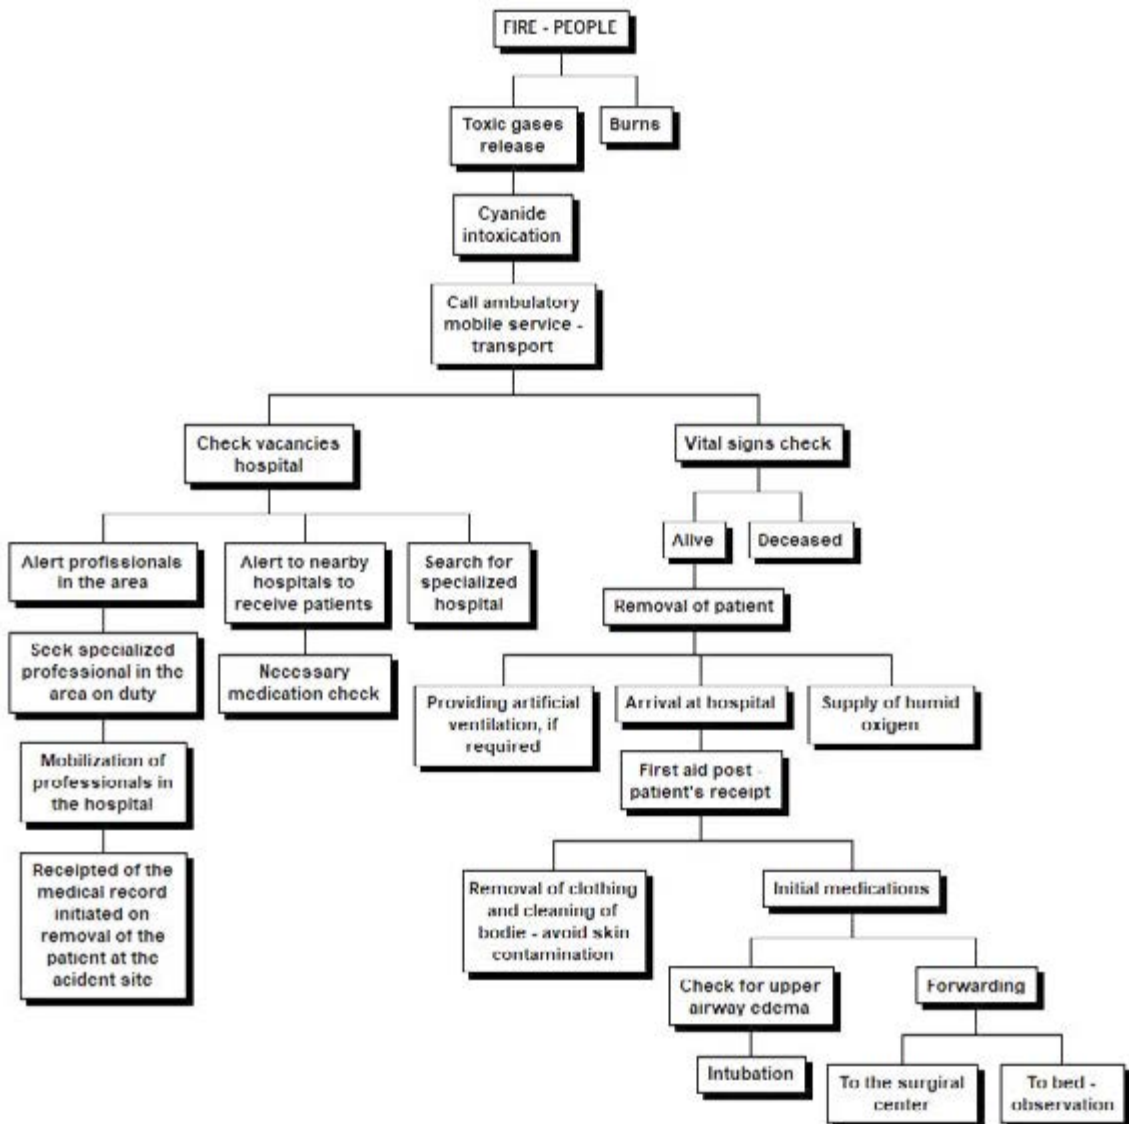 FIRE - PEOPLE
Toxic gases
release
Burns
Cyanide
intoxication
Call ambulatory
mobile service -
transport
Check vacancies
hospital
Vital signs check
Alive
Deceased
Alert profissionals
in the area
Alert to nearby
hospitals to
receive patients
Search for
specialized
hospital
Removal of patient
Seek specialized
professional in the
area on duty
Necessary
medication check
Providing artificial
ventilation, if
required
Arrival at hospital
Supply of humid
oxigen
Mobilization of
professionals in
the hospital
First aid post -
patient's receipt
Receipted of the
medical record
initiated on
removal of the
patient at the
acident site
Removal of clothing
and cleaning of
bodie - avoid skin
contamination
Initial medications
Check for upper
airway edema
Forwarding
Intubation
To the surgiral
center
To bed -
observation